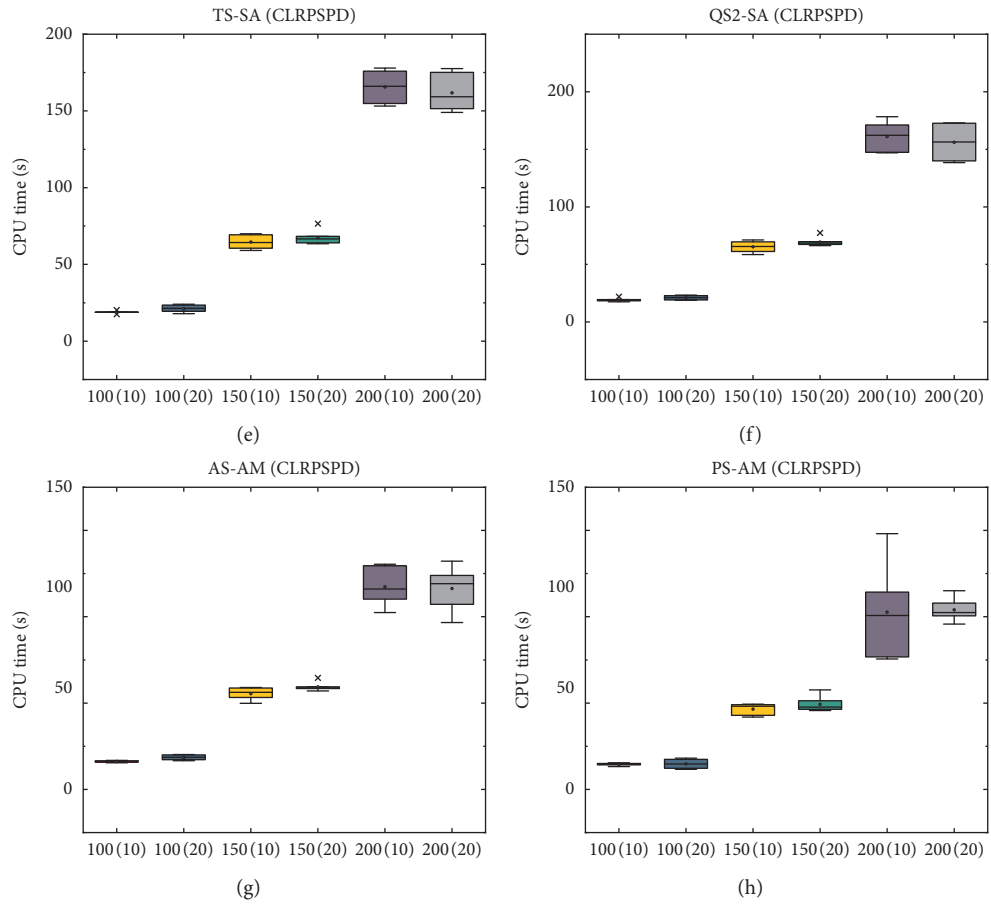 TS-SA (CLRPSPD)
200
150
100
50
0
CPU time (s)
100 (10) 100 (20) 150 (10) 150 (20) 200 (10) 200 (20)
(e)
QS2-SA (CLRPSPD)
200
100
0
CPU time (s)
100 (10) 100 (20) 150 (10) 150 (20) 200 (10) 200 (20)
(f)
AS-AM (CLRPSPD)
150
100
50
0
CPU time (s)
100 (10) 100 (20) 150 (10) 150 (20) 200 (10) 200 (20)
(g)
PS-AM (CLRPSPD)
150
100
50
0
CPU time (s)
100 (10) 100 (20) 150 (10) 150 (20) 200 (10) 200 (20)
(h)